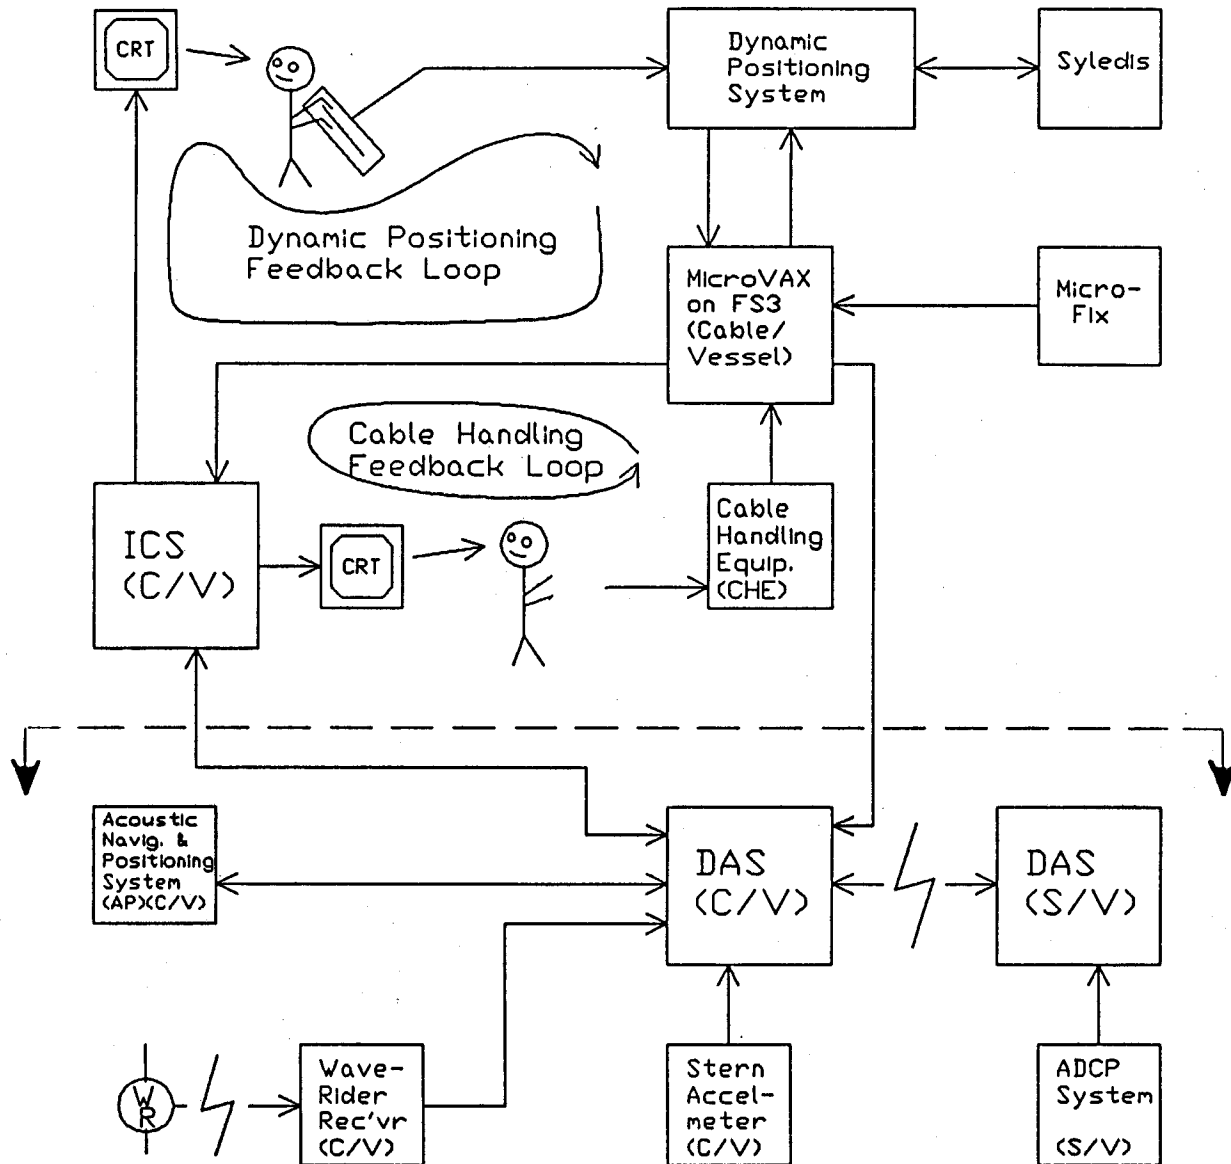 CRT
Dynamic
Positioning
System
Syledis
Dynamic Positioning
Feedback Loop
MicroVAX
on FS3
(Cable/
Vessel)
Micro-
Fix
Cable Handling
Feedback Loop
ICS
(C/V)
CRT
Cable
Handling
Equip.
(CHE)
Acoustic
Navig. &
Positioning
System
(AP)(C/V)
DAS
(C/V)
DAS
(S/V)
WR
Wave-
Rider
Rec'vr
(C/V)
Stern
Accel-
meter
(C/V)
ADCP
System
(S/V)